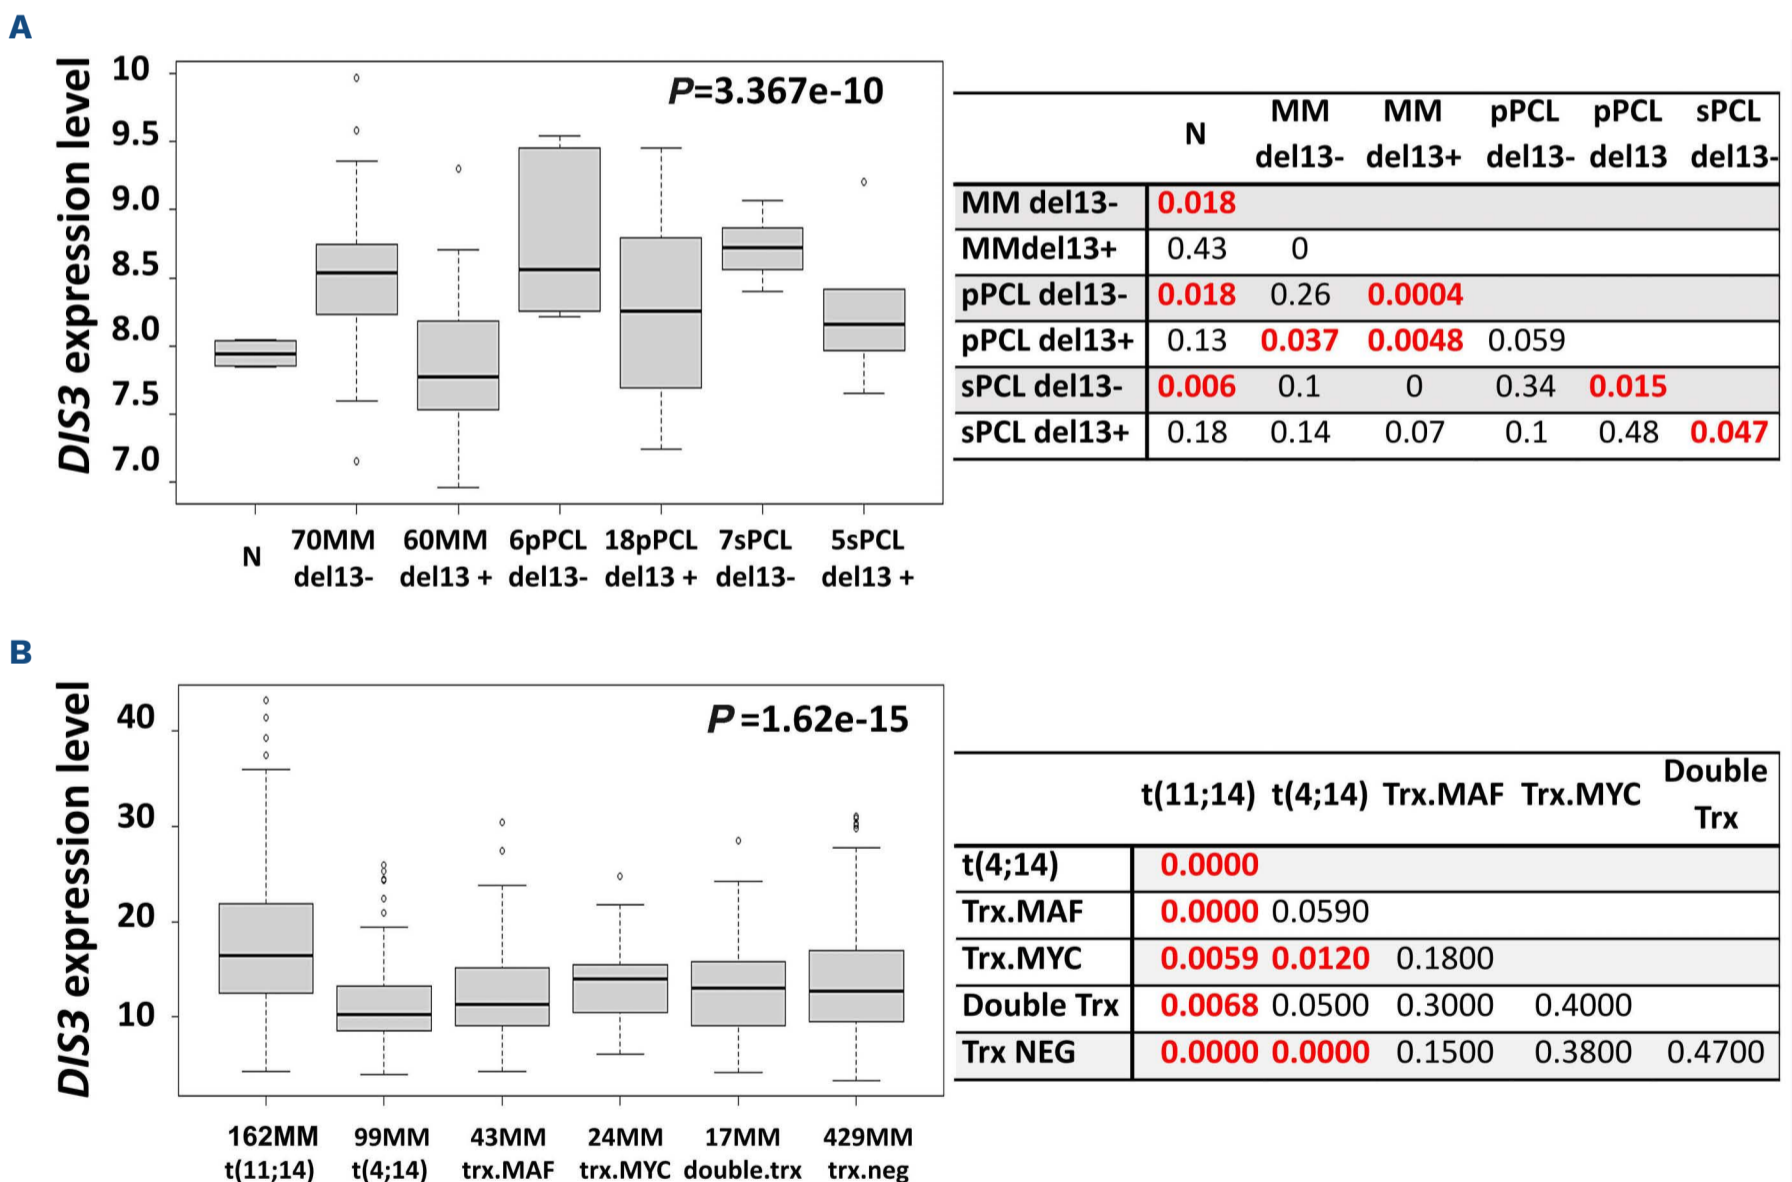 A
DIS3 expression level
10
9.5
9.0
8.5
8.0
7.5
7.0
P=3.367e-10
N
70MM del13-
60MM del13 +
6pPCL del13-
18pPCL del13 +
7sPCL del13-
5sPCL del13 +
N MM del13- MM del13+ pPCL del13- pPCL del13 sPCL del13-
MM del13- 0.018
MMdel13+ 0.43 0
pPCL del13- 0.018 0.26 0.0004
pPCL del13+ 0.13 0.037 0.0048 0.059
sPCL del13- 0.006 0.1 0 0.34 0.015
sPCL del13+ 0.18 0.14 0.07 0.1 0.48 0.047
B
DIS3 expression level
40
30
20
10
P =1.62e-15
162MM t(11;14)
99MM t(4;14)
43MM trx.MAF
24MM trx.MYC
17MM double.trx
429MM trx.neg
t(11;14) t(4;14) Trx.MAF Trx.MYC Double Trx
t(4;14) 0.0000
Trx.MAF 0.0000 0.0590
Trx.MYC 0.0059 0.0120 0.1800
Double Trx 0.0068 0.0500 0.3000 0.4000
Trx NEG 0.0000 0.0000 0.1500 0.3800 0.4700